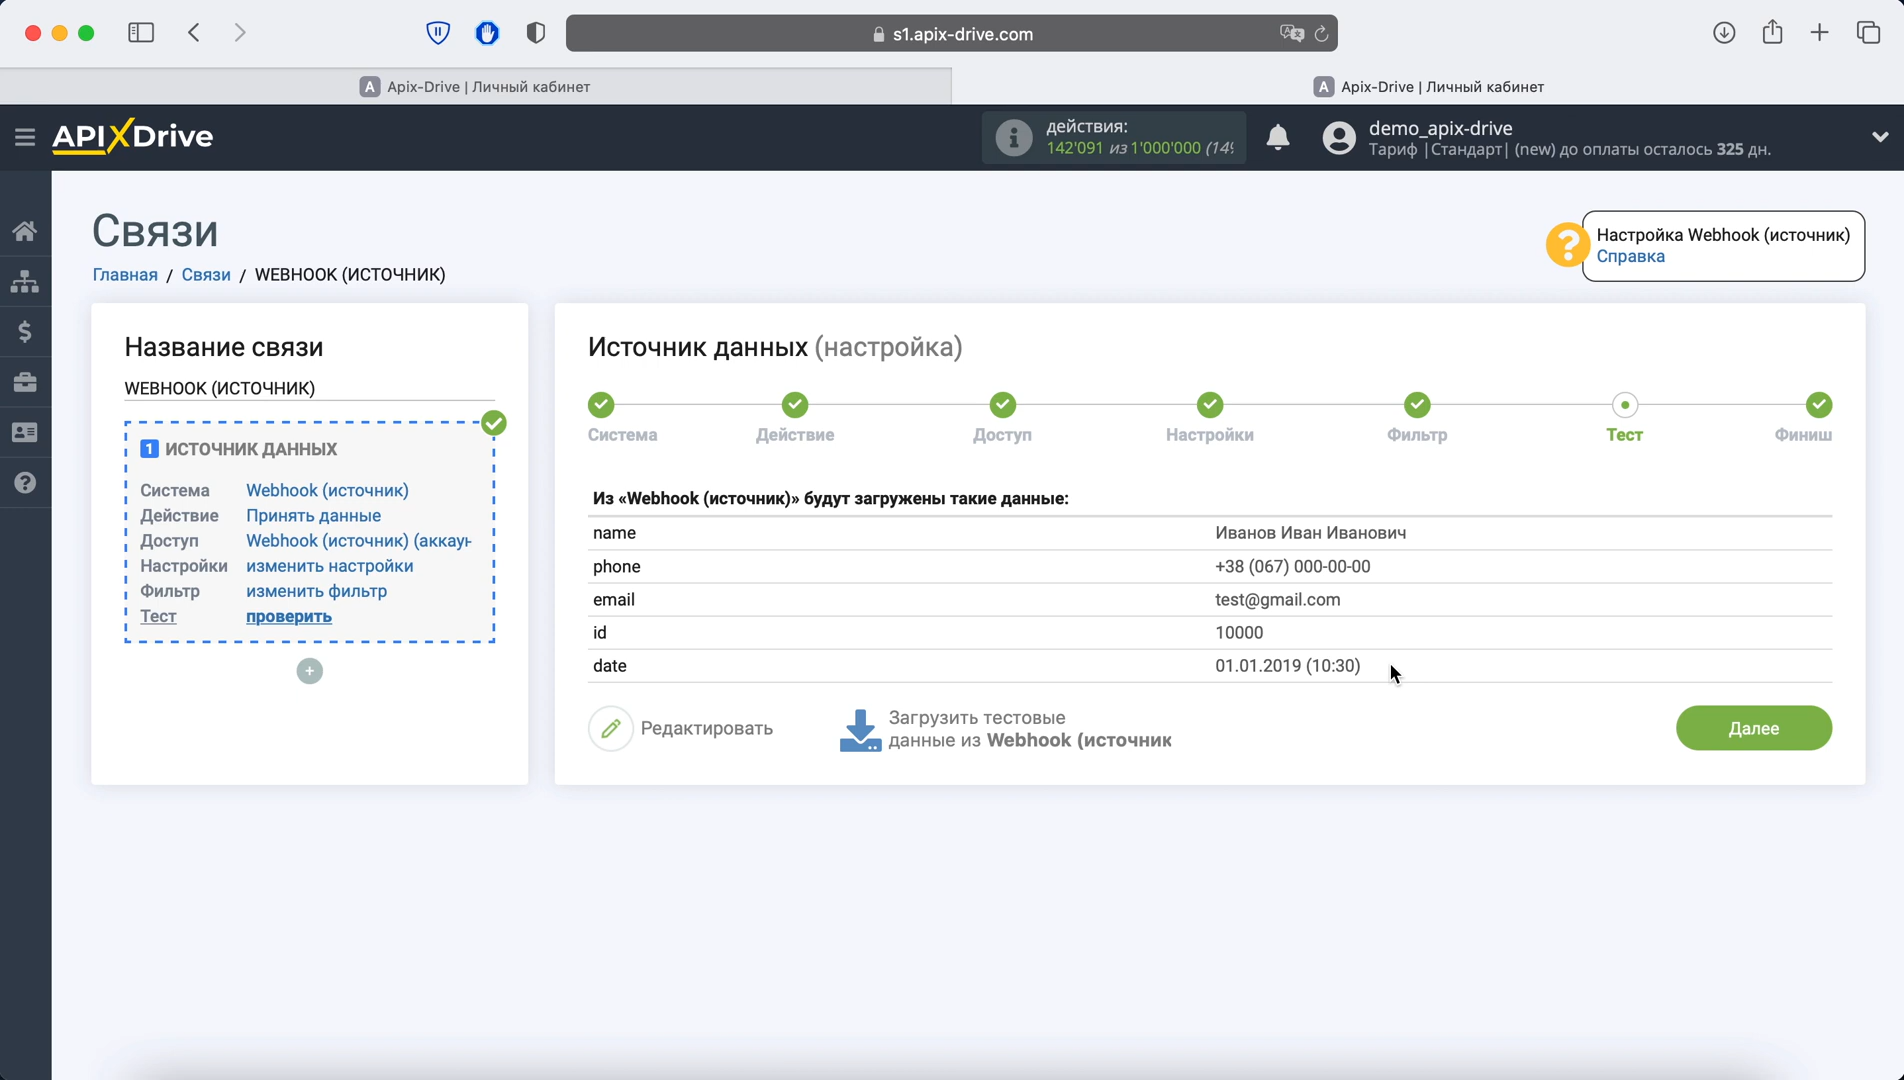 s1.apix-drive.com
A Apix-Drive | Личный кабинет
A Apix-Drive | Личный кабинет
APIXDrive
действия:
142'091 из 1'000'000 (14
demo_apix-drive
Тариф |Стандарт| (new) до оплаты осталось 325 дн.
Связи
Главная / Связи / WEBHOOK (ИСТОЧНИК)
Настройка Webhook (источник)
Справка
Название связи
WEBHOOK (ИСТОЧНИК)
1 ИСТОЧНИК ДАННЫХ
Система Webhook (источник)
Действие Принять данные
Доступ Webhook (источник) (аккаун
Настройки изменить настройки
Фильтр изменить фильтр
Тест проверить
Источник данных (настройка)
Система Действие Доступ Настройки Фильтр Тест Финиш
Из «Webhook (источник)» будут загружены такие данные:
name Иванов Иван Иванович
phone +38 (067) 000-00-00
email test@gmail.com
id 10000
date 01.01.2019 (10:30)
Редактировать
Загрузить тестовые
данные из Webhook (источник
Далее